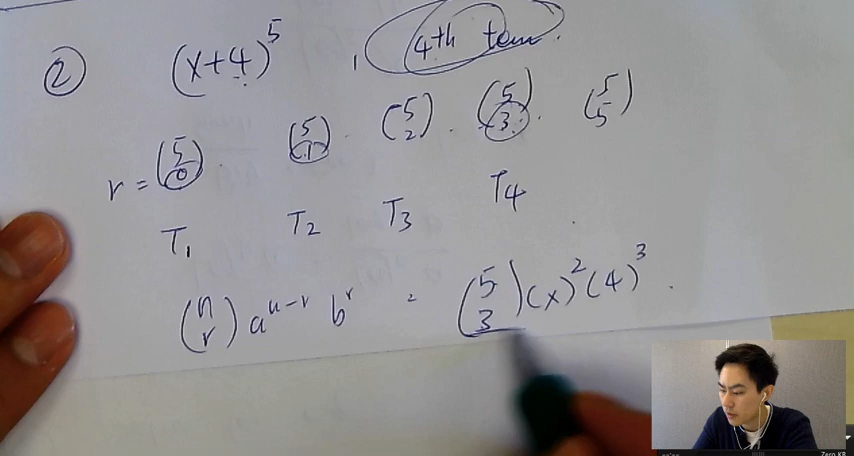 ② (x+4)^5 , 4th term.
r = (5 0) . (5 1) . (5 2) . (5 3) . (5 5)
T1 T2 T3 T4
(n r) a^n-r b^r = (5 3)(x)^2(4)^3 .